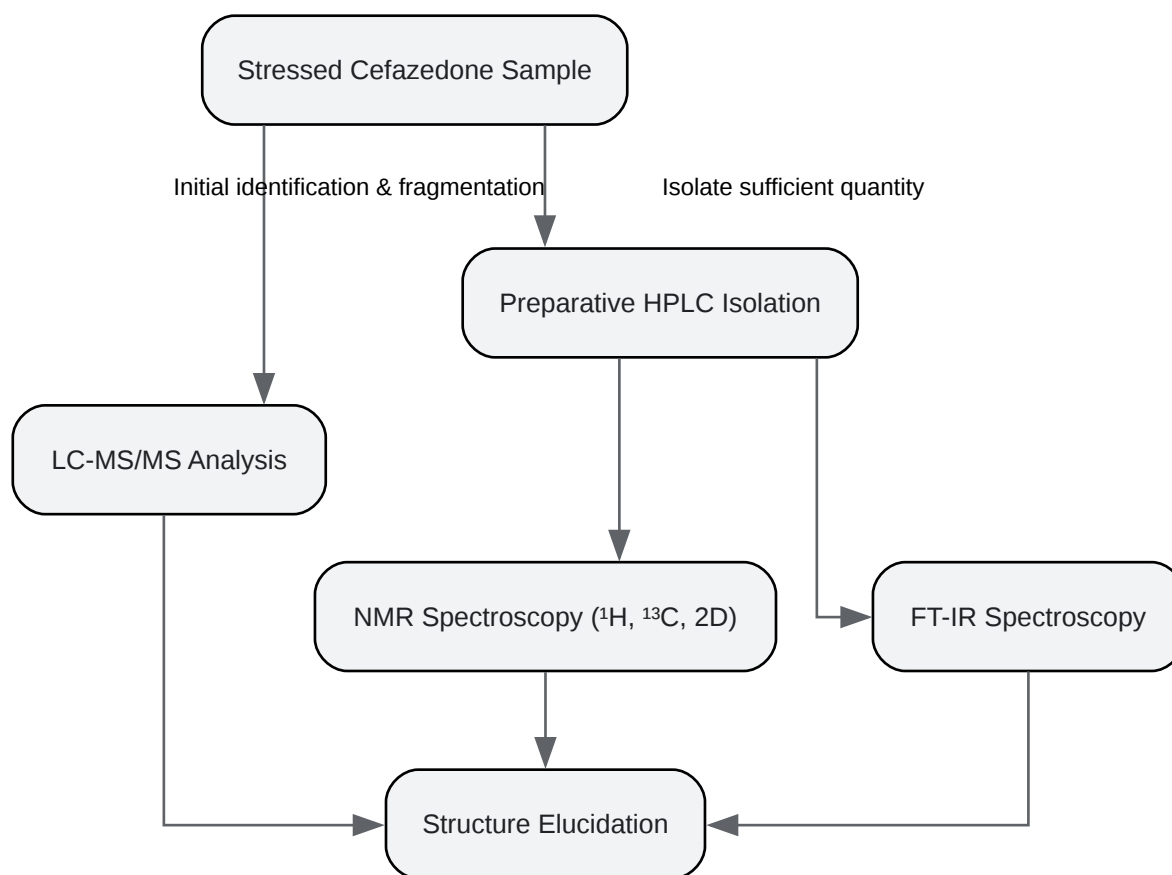 Stressed Cefazedone Sample
Initial identification & fragmentation
Isolate sufficient quantity
Preparative HPLC Isolation
LC-MS/MS Analysis
NMR Spectroscopy (¹H, ¹³C, 2D)
FT-IR Spectroscopy
Structure Elucidation